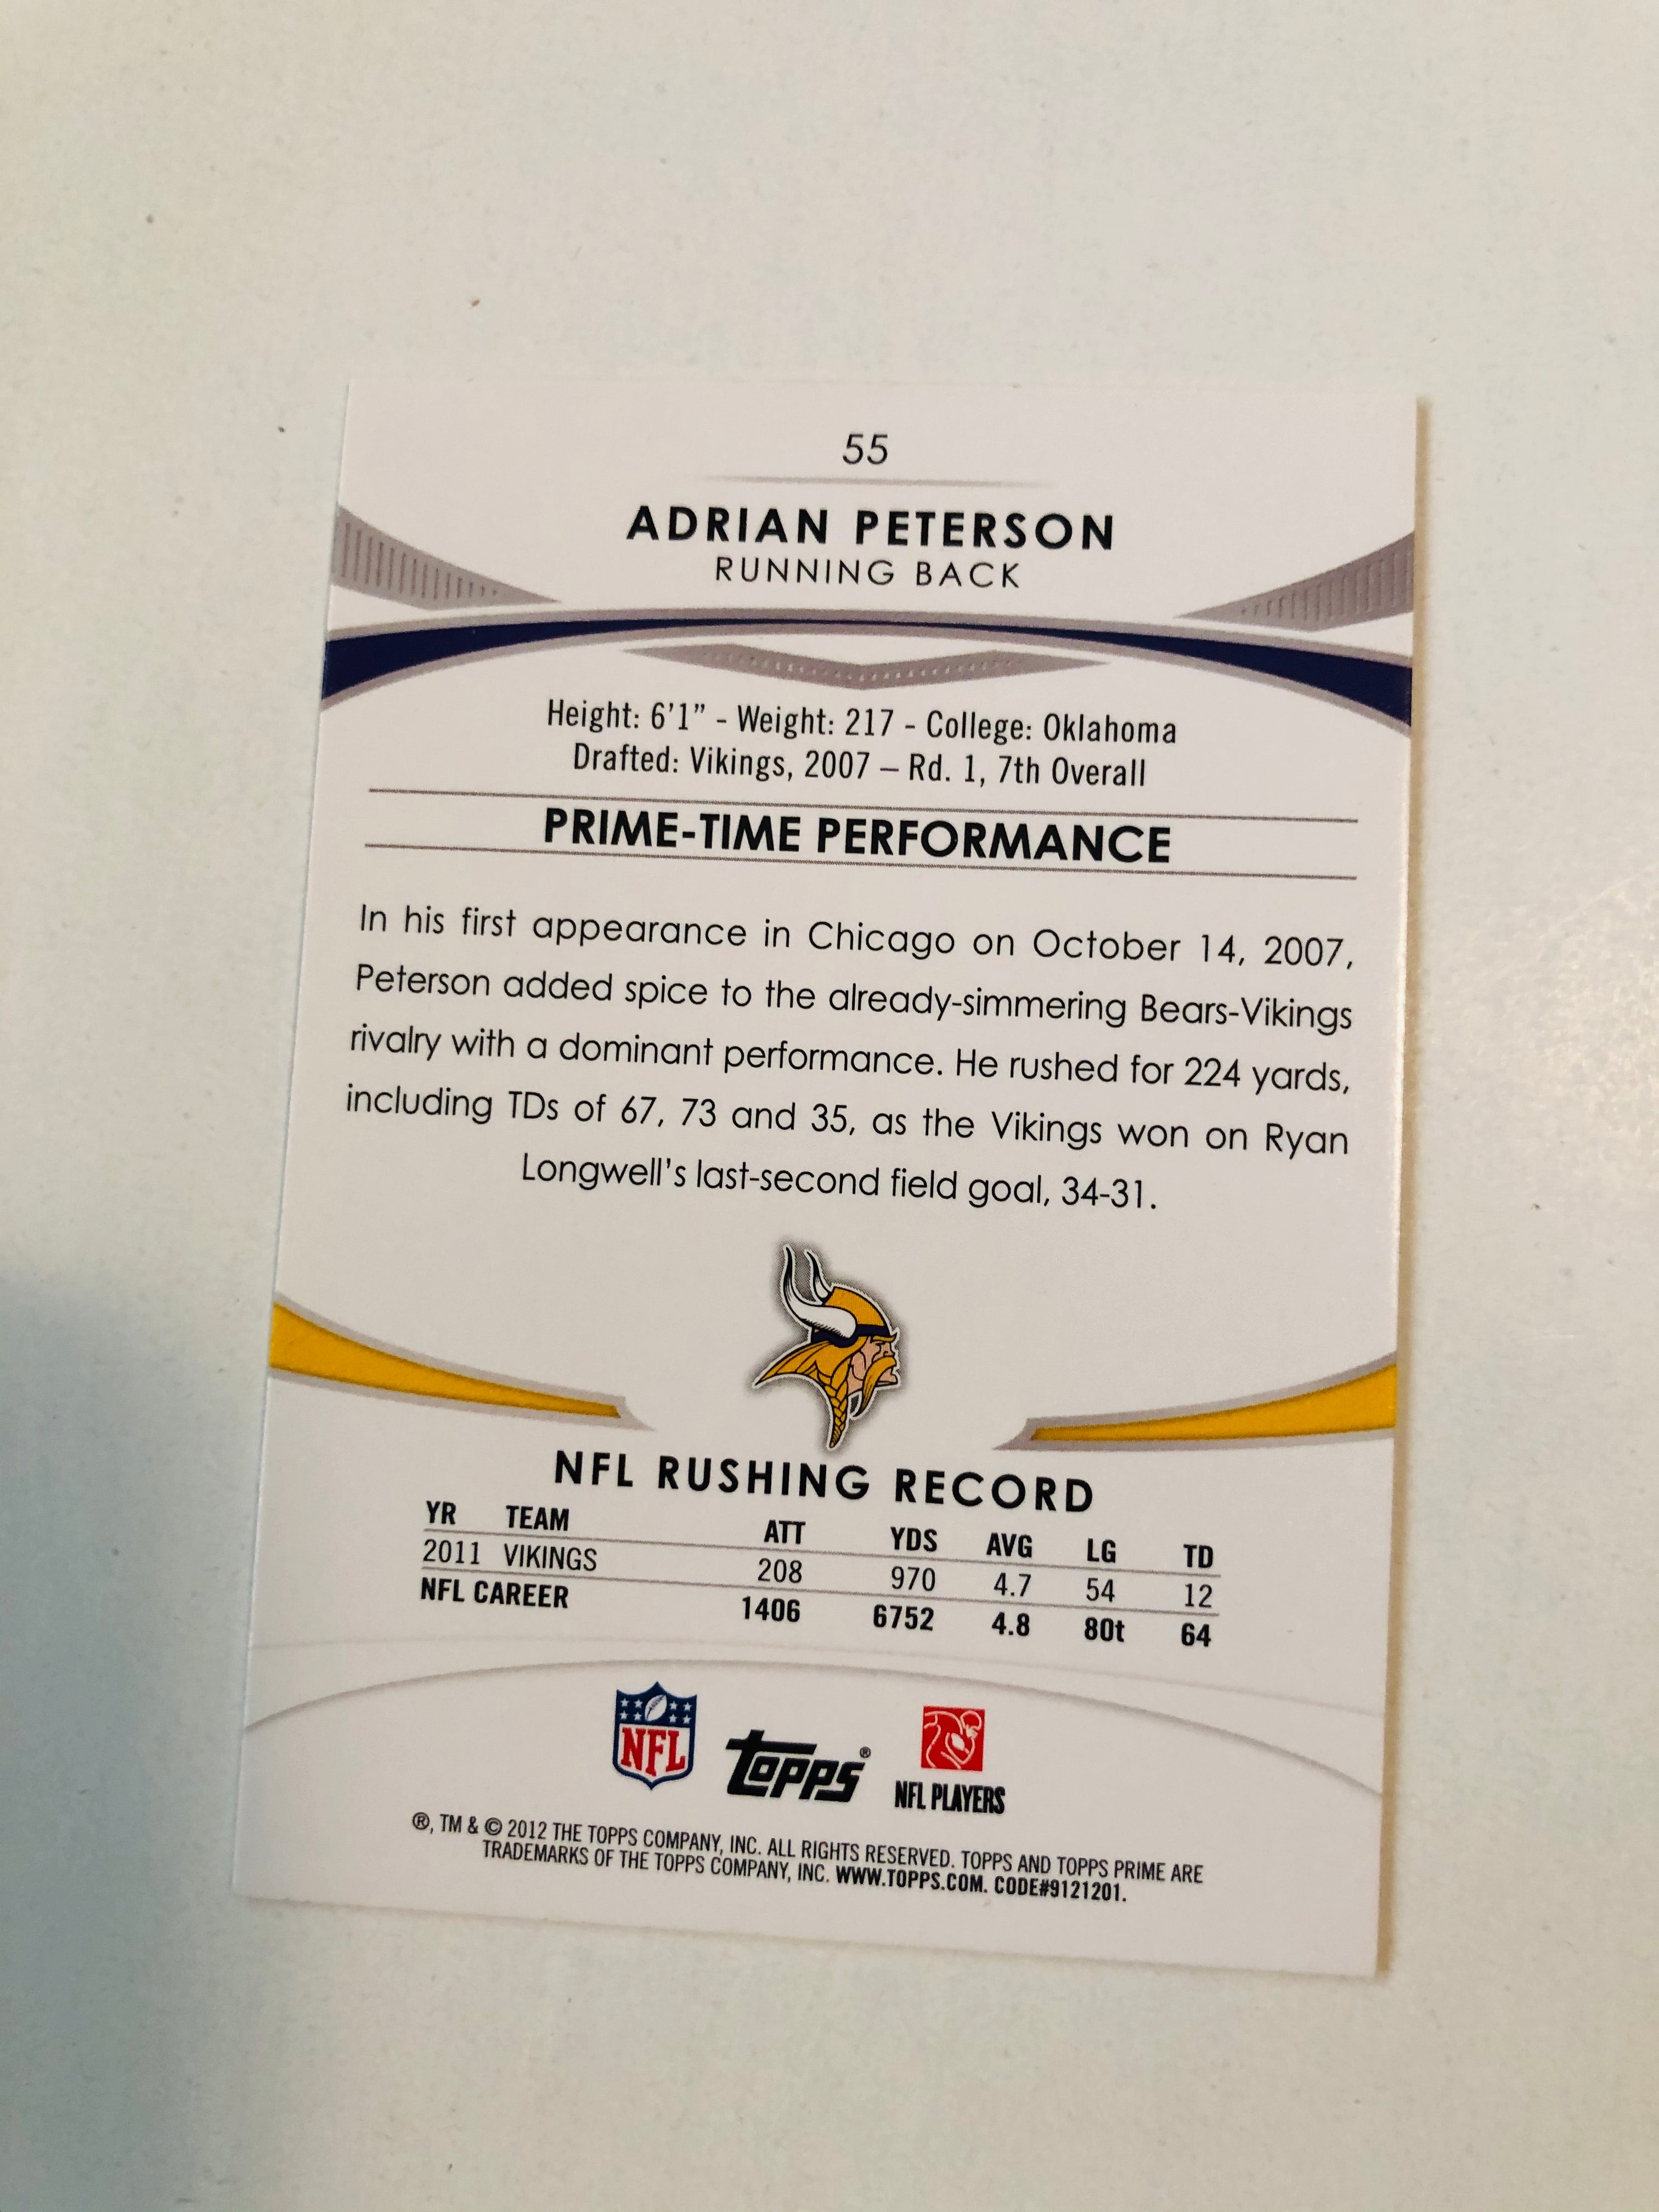 55
ADRIAN PETERSON
RUNNING BACK
Height: 6'1" - Weight: 217 - College: Oklahoma
Drafted: Vikings, 2007 – Rd. 1, 7th Overall
PRIME-TIME PERFORMANCE
In his first appearance in Chicago on October 14, 2007,
Peterson added spice to the already-simmering Bears-Vikings
rivalry with a dominant performance. He rushed for 224 yards,
including TDs of 67, 73 and 35, as the Vikings won on Ryan
Longwell's last-second field goal, 34-31.
NFL RUSHING RECORD
YR TEAM ATT YDS AVG LG TD
2011 VIKINGS 208 970 4.7 54 12
NFL CAREER 1406 6752 4.8 80t 64
NFL
topps®
NFL PLAYERS
®, TM & © 2012 THE TOPPS COMPANY, INC. ALL RIGHTS RESERVED. TOPPS AND TOPPS PRIME ARE
TRADEMARKS OF THE TOPPS COMPANY, INC. WWW.TOPPS.COM. CODE#9121201.